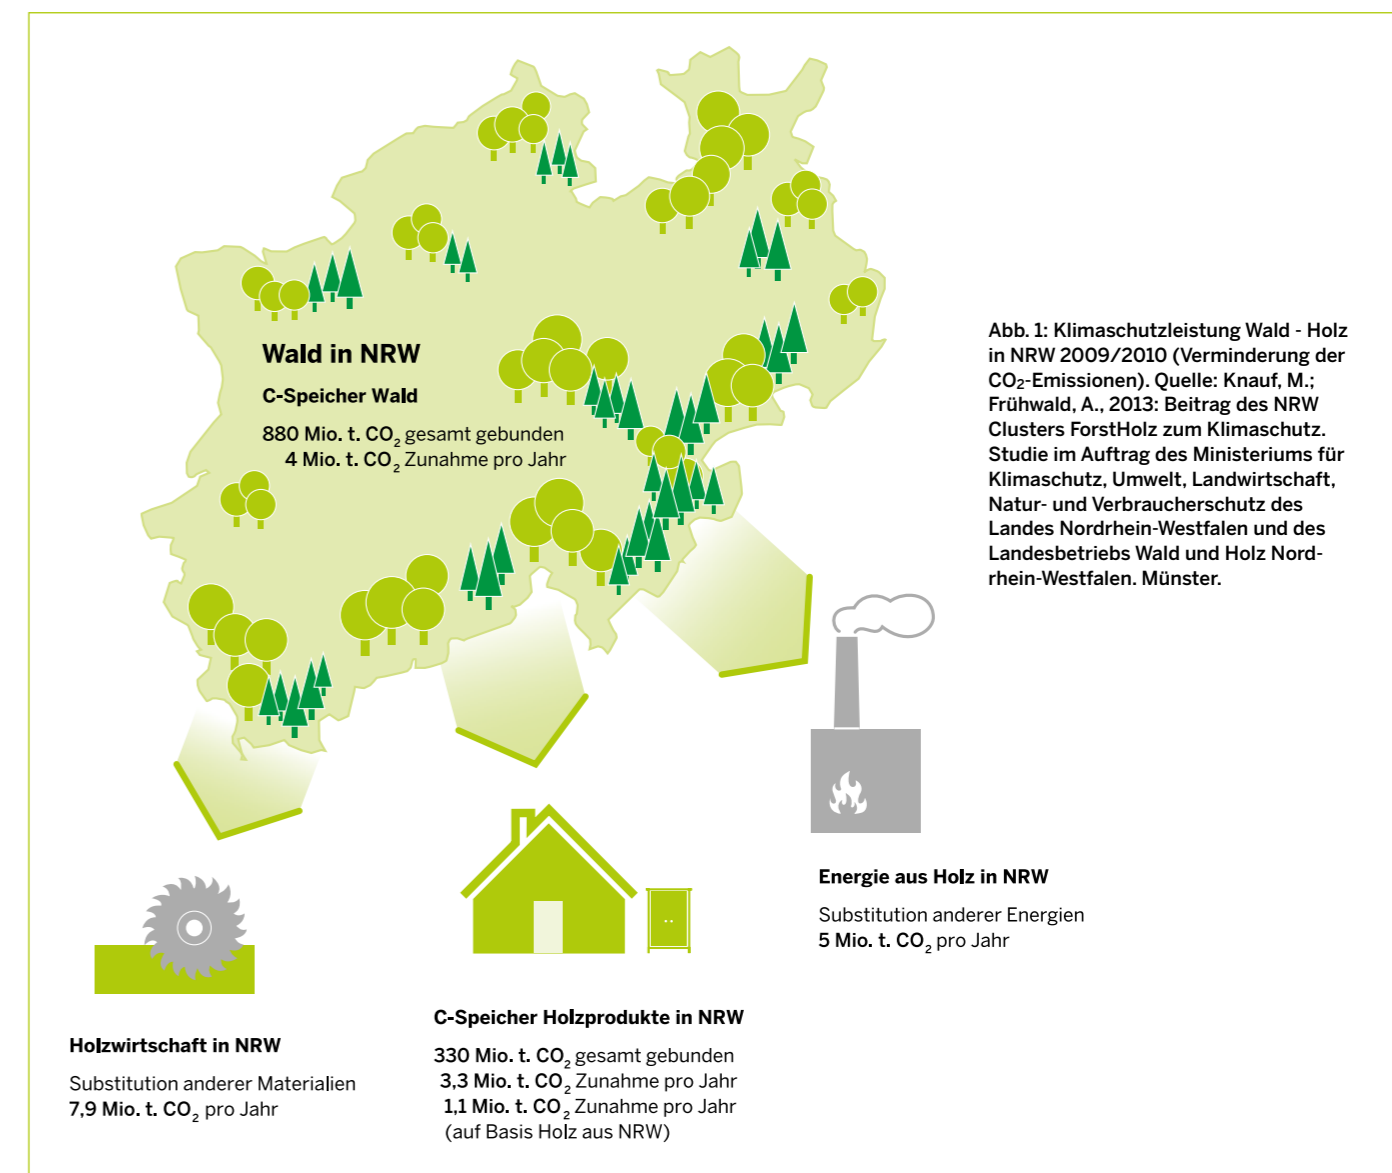 Wald in NRW
C-Speicher Wald
880 Mio. t. CO₂ gesamt gebunden
4 Mio. t. CO₂ Zunahme pro Jahr
Abb. 1: Klimaschutzleistung Wald - Holz
in NRW 2009/2010 (Verminderung der
CO₂-Emissionen). Quelle: Knauf, M.;
Frühwald, A., 2013: Beitrag des NRW
Clusters ForstHolz zum Klimaschutz.
Studie im Auftrag des Ministeriums für
Klimaschutz, Umwelt, Landwirtschaft,
Natur- und Verbraucherschutz des
Landes Nordrhein-Westfalen und des
Landesbetriebs Wald und Holz Nord-
rhein-Westfalen. Münster.
Energie aus Holz in NRW
Substitution anderer Energien
5 Mio. t. CO₂ pro Jahr
C-Speicher Holzprodukte in NRW
330 Mio. t. CO₂ gesamt gebunden
3,3 Mio. t. CO₂ Zunahme pro Jahr
1,1 Mio. t. CO₂ Zunahme pro Jahr
(auf Basis Holz aus NRW)
Holzwirtschaft in NRW
Substitution anderer Materialien
7,9 Mio. t. CO₂ pro Jahr